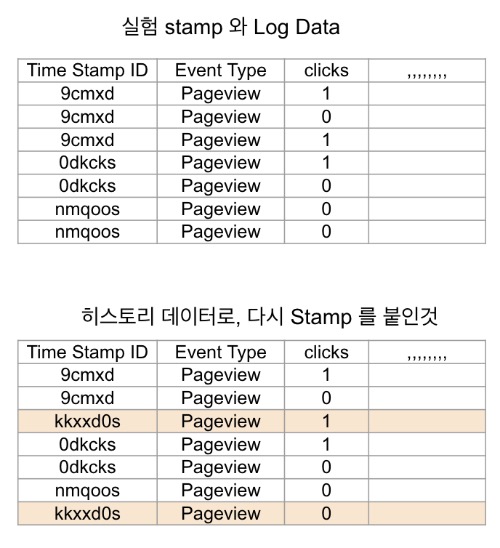 실험 stamp 와 Log Data
Time Stamp ID Event Type clicks ,,,,,,,,
9cmxd Pageview 1
9cmxd Pageview 0
9cmxd Pageview 1
0dkcks Pageview 1
0dkcks Pageview 0
nmqoos Pageview 0
nmqoos Pageview 0
히스토리 데이터로, 다시 Stamp 를 붙인것
Time Stamp ID Event Type clicks ,,,,,,,,
9cmxd Pageview 1
9cmxd Pageview 0
kkxxd0s Pageview 1
0dkcks Pageview 1
0dkcks Pageview 0
nmqoos Pageview 0
kkxxd0s Pageview 0